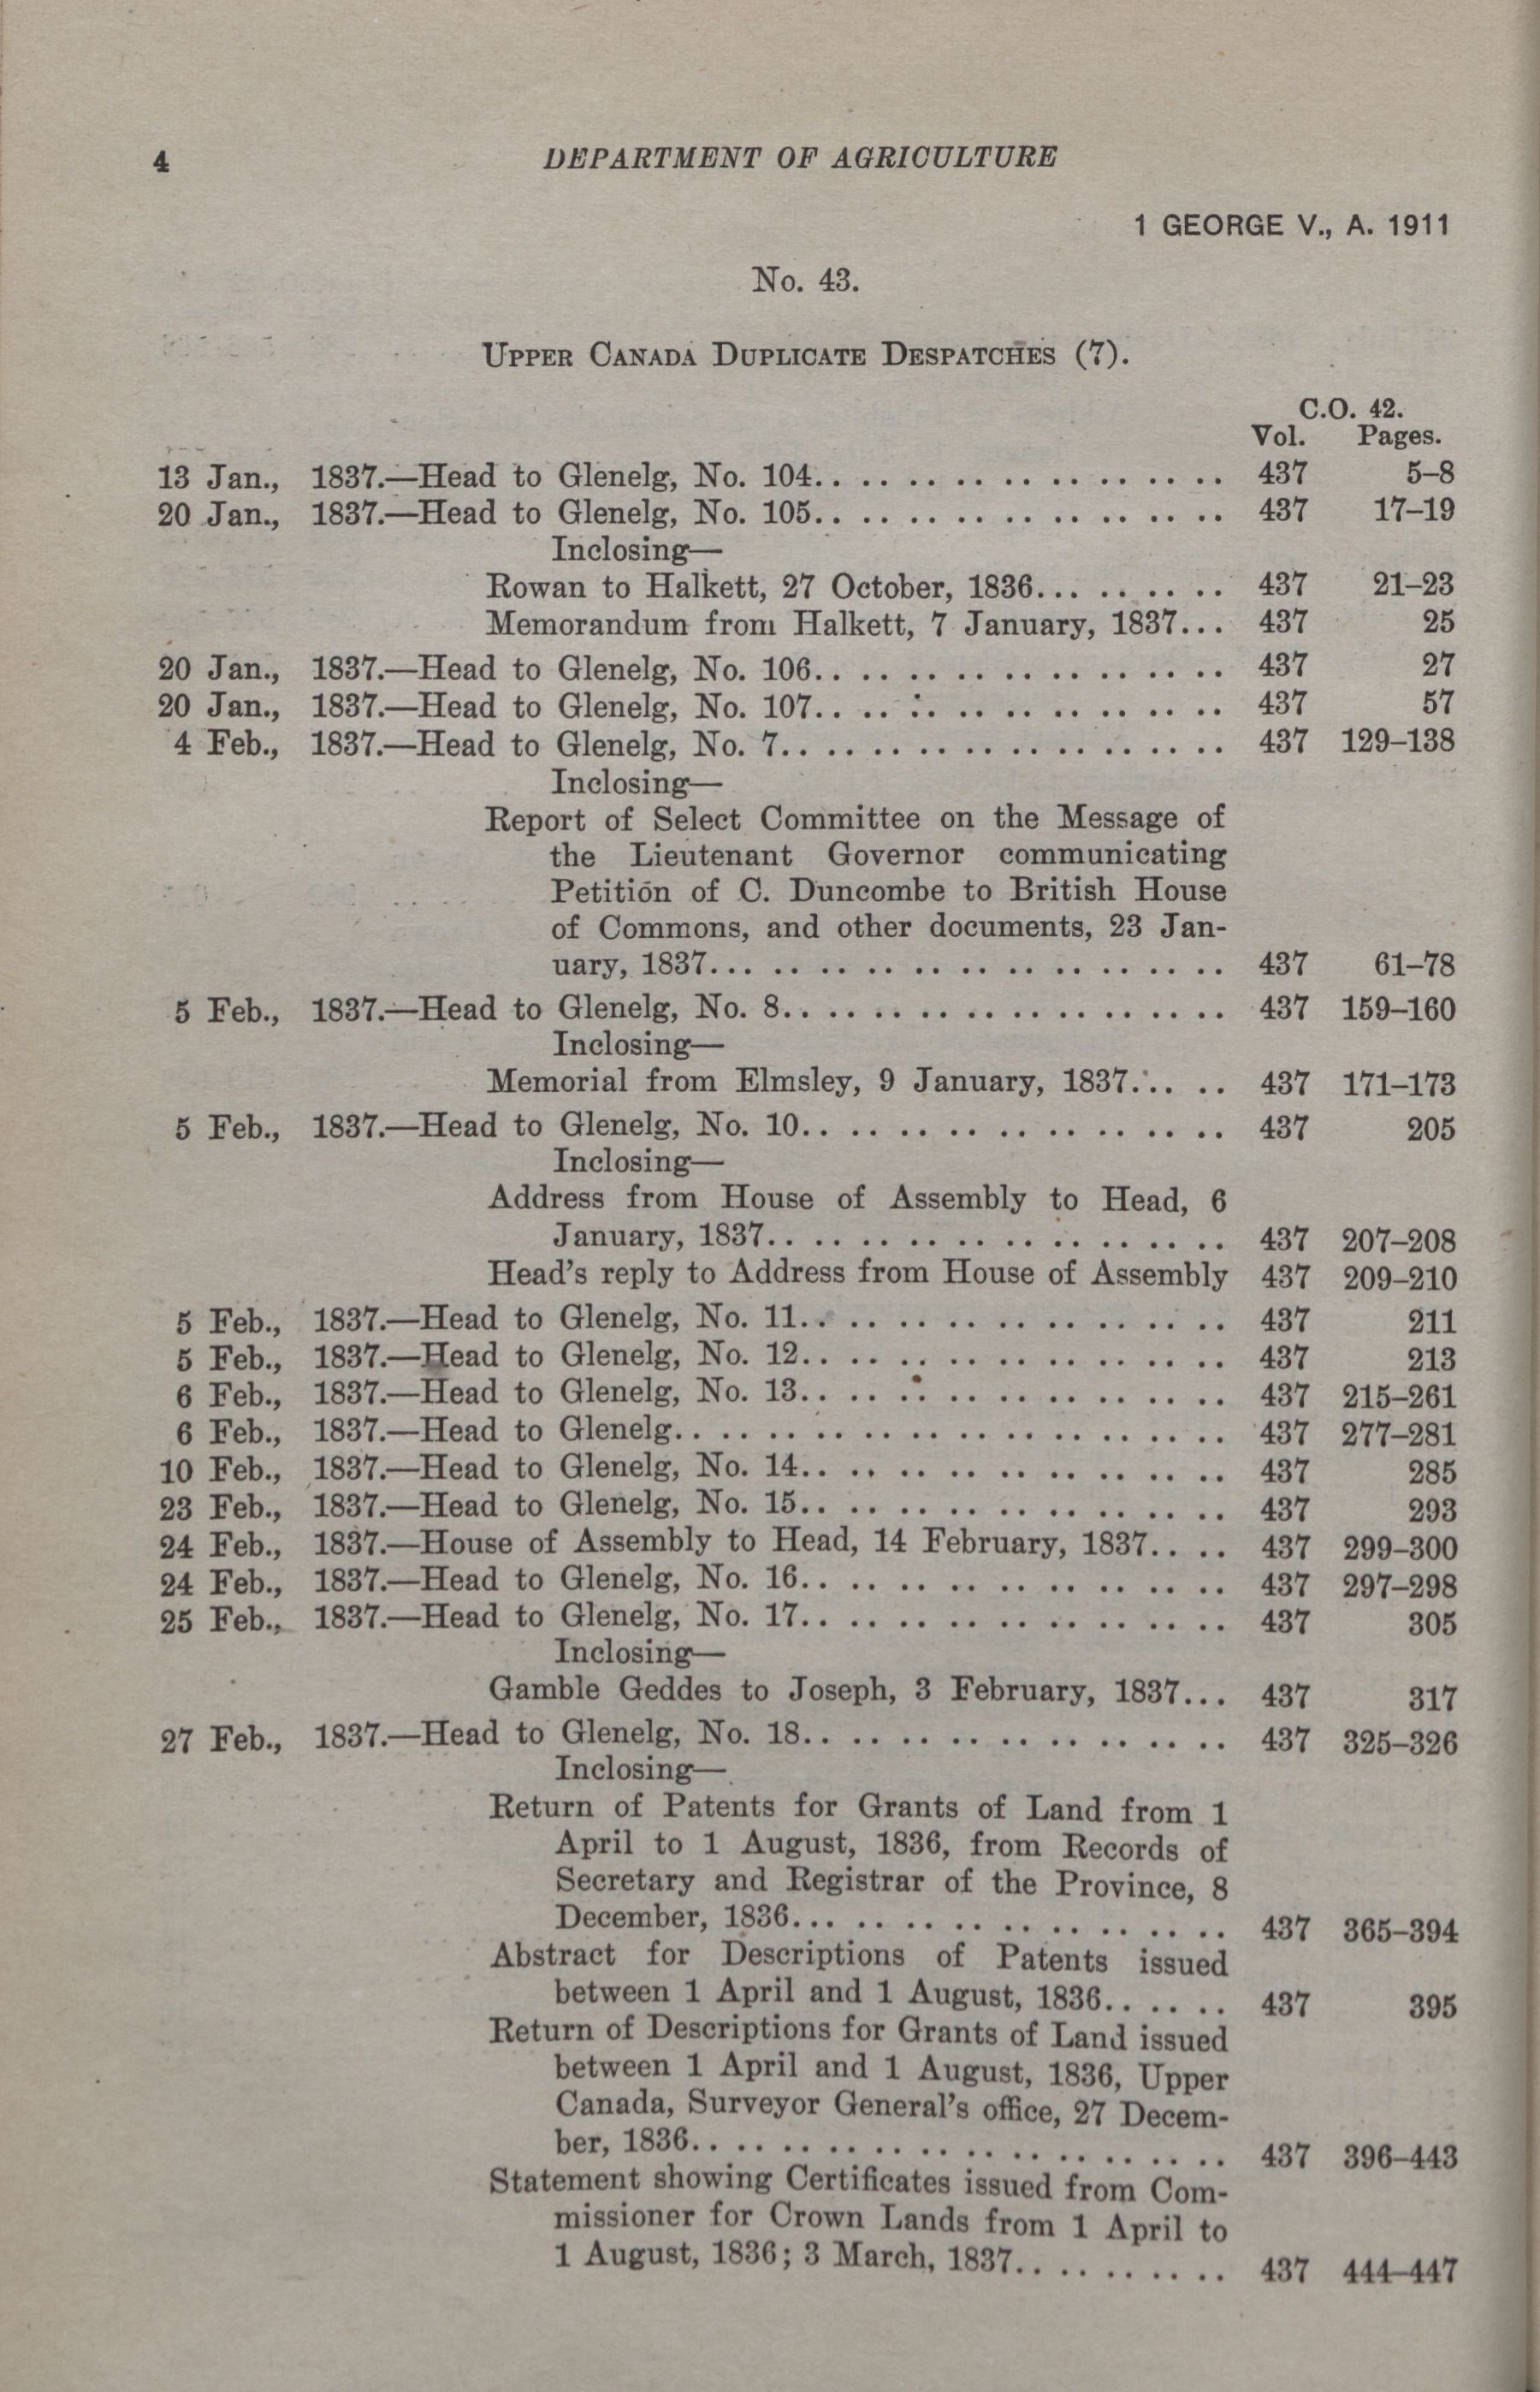 4 DEPARTMENT OF AGRICULTURE
1 GEORGE V., A. 1911
No. 43.
UPPER CANADA DUPLICATE DESPATCHES (7).
C.O. 42.
Vol. Pages.
13 Jan., 1837.—Head to Glenelg, No. 104.. .. .. .. .. .. .. .. .. 437 5–8
20 Jan., 1837.—Head to Glenelg, No. 105.. .. .. .. .. .. .. .. .. 437 17–19
Inclosing—
Rowan to Halkett, 27 October, 1836... .. .. .. .. 437 21–23
Memorandum from Halkett, 7 January, 1837... 437 25
20 Jan., 1837.—Head to Glenelg, No. 106.. .. .. .. .. .. .. .. .. 437 27
20 Jan., 1837.—Head to Glenelg, No. 107.. .. .. .. .. .. .. .. .. 437 57
4 Feb., 1837.—Head to Glenelg, No. 7.. .. .. .. .. .. .. .. .. .. 437 129–138
Inclosing—
Report of Select Committee on the Message of
the Lieutenant Governor communicating
Petition of C. Duncombe to British House
of Commons, and other documents, 23 Jan-
uary, 1837... .. .. .. .. .. .. .. .. .. .. .. 437 61–78
5 Feb., 1837.—Head to Glenelg, No. 8.. .. .. .. .. .. .. .. .. .. 437 159–160
Inclosing—
Memorial from Elmsley, 9 January, 1837... .. .. 437 171–173
5 Feb., 1837.—Head to Glenelg, No. 10.. .. .. .. .. .. .. .. .. 437 205
Inclosing—
Address from House of Assembly to Head, 6
January, 1837.. .. .. .. .. .. .. .. .. .. 437 207–208
Head's reply to Address from House of Assembly 437 209–210
5 Feb., 1837.—Head to Glenelg, No. 11.. .. .. .. .. .. .. .. .. 437 211
5 Feb., 1837.—Head to Glenelg, No. 12.. .. .. .. .. .. .. .. .. 437 213
6 Feb., 1837.—Head to Glenelg, No. 13.. .. .. .. .. .. .. .. .. 437 215–261
6 Feb., 1837.—Head to Glenelg.. .. .. .. .. .. .. .. .. .. .. .. 437 277–281
10 Feb., 1837.—Head to Glenelg, No. 14.. .. .. .. .. .. .. .. .. 437 285
23 Feb., 1837.—Head to Glenelg, No. 15.. .. .. .. .. .. .. .. .. 437 293
24 Feb., 1837.—House of Assembly to Head, 14 February, 1837.. .. 437 299–300
24 Feb., 1837.—Head to Glenelg, No. 16.. .. .. .. .. .. .. .. .. 437 297–298
25 Feb., 1837.—Head to Glenelg, No. 17.. .. .. .. .. .. .. .. .. 437 305
Inclosing—
Gamble Geddes to Joseph, 3 February, 1837... 437 317
27 Feb., 1837.—Head to Glenelg, No. 18.. .. .. .. .. .. .. .. .. 437 325–326
Inclosing—
Return of Patents for Grants of Land from 1
April to 1 August, 1836, from Records of
Secretary and Registrar of the Province, 8
December, 1836... .. .. .. .. .. .. .. .. .. 437 365–394
Abstract for Descriptions of Patents issued
between 1 April and 1 August, 1836.. .. .. 437 395
Return of Descriptions for Grants of Land issued
between 1 April and 1 August, 1836, Upper
Canada, Surveyor General's office, 27 Decem-
ber, 1836.. .. .. .. .. .. .. .. .. .. .. .. 437 396–443
Statement showing Certificates issued from Com-
missioner for Crown Lands from 1 April to
1 August, 1836; 3 March, 1837.. .. .. .. .. 437 444–447